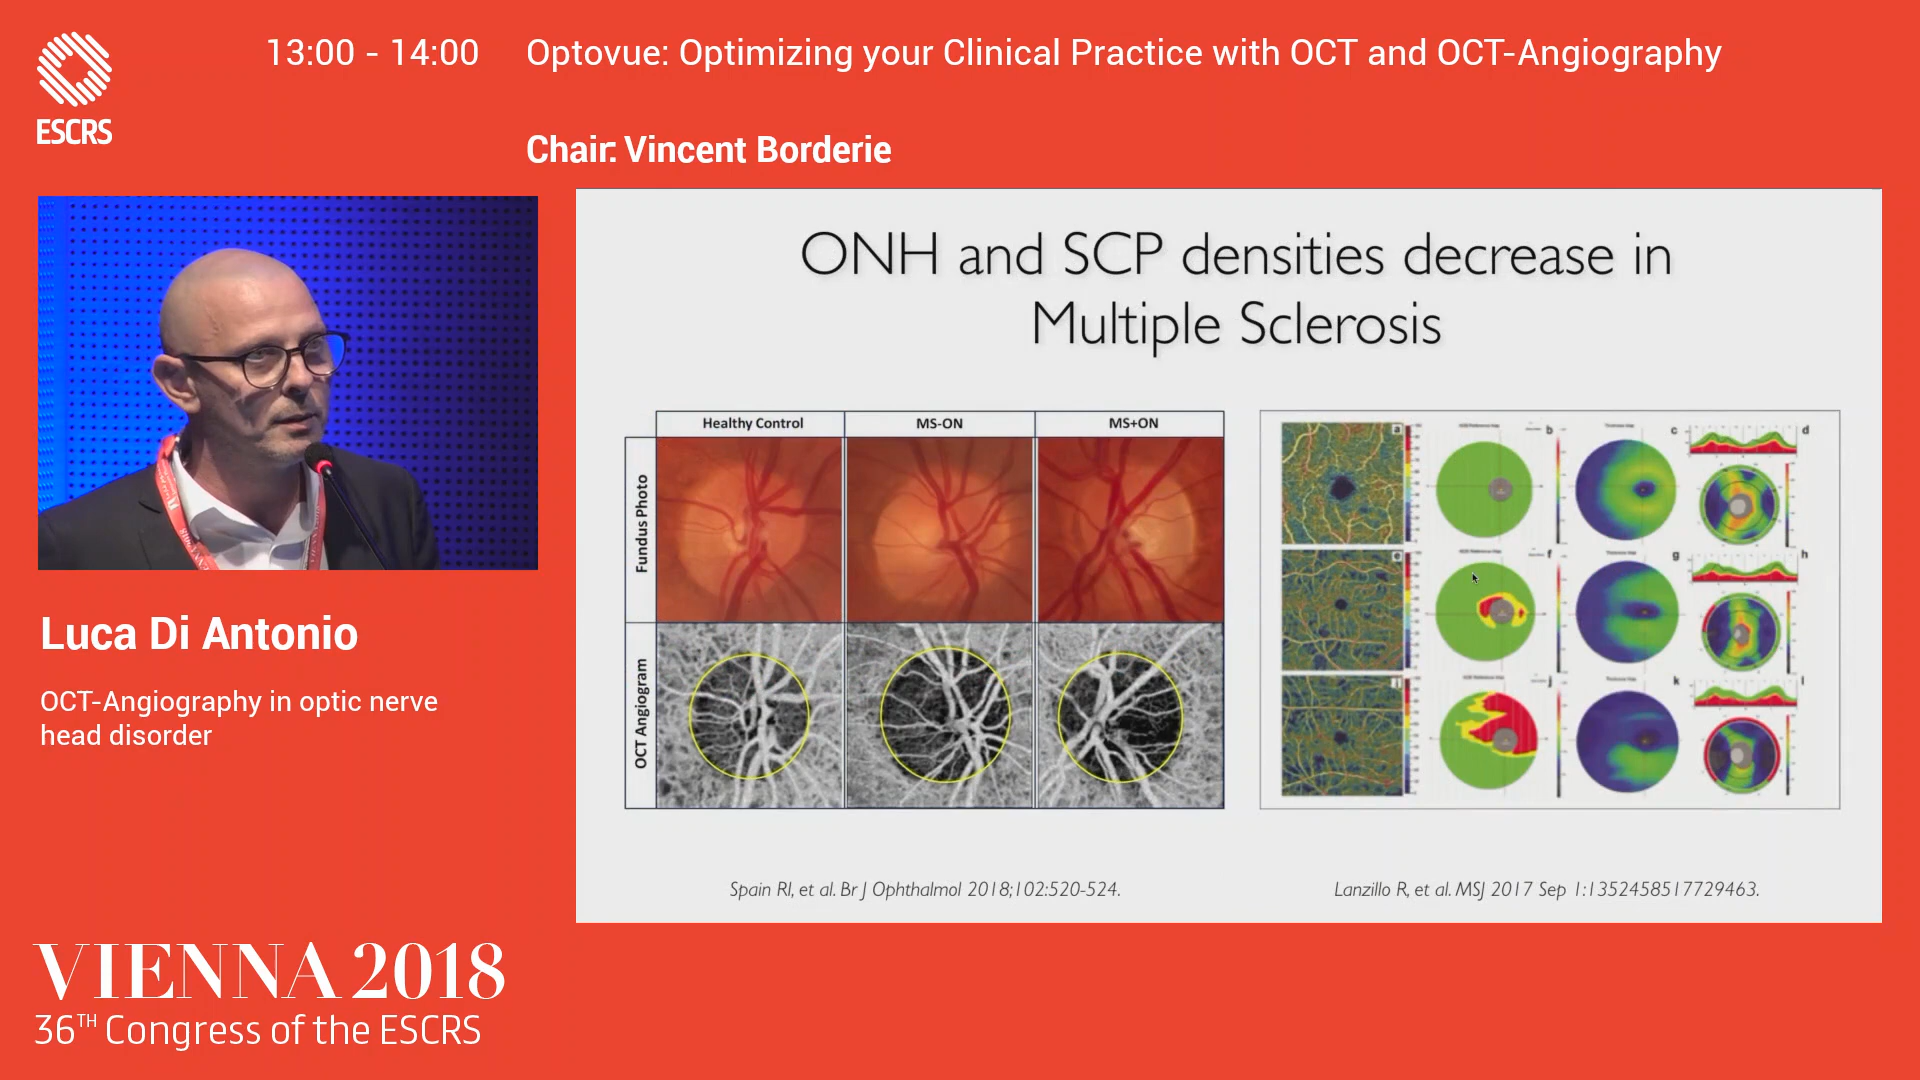 ESCRS
13:00 - 14:00 Optovue: Optimizing your Clinical Practice with OCT and OCT-Angiography
Chair: Vincent Borderie
ONH and SCP densities decrease in
Multiple Sclerosis
Healthy Control MS-ON MS+ON
Fundus Photo
OCT Angiogram
a b c d
e f g h
i j k l
Spain RI, et al. Br J Ophthalmol 2018;102:520-524.
Lanzillo R, et al. MSJ 2017 Sep 1:1352458517729463.
Luca Di Antonio
OCT-Angiography in optic nerve
head disorder
VIENNA 2018
36TH Congress of the ESCRS